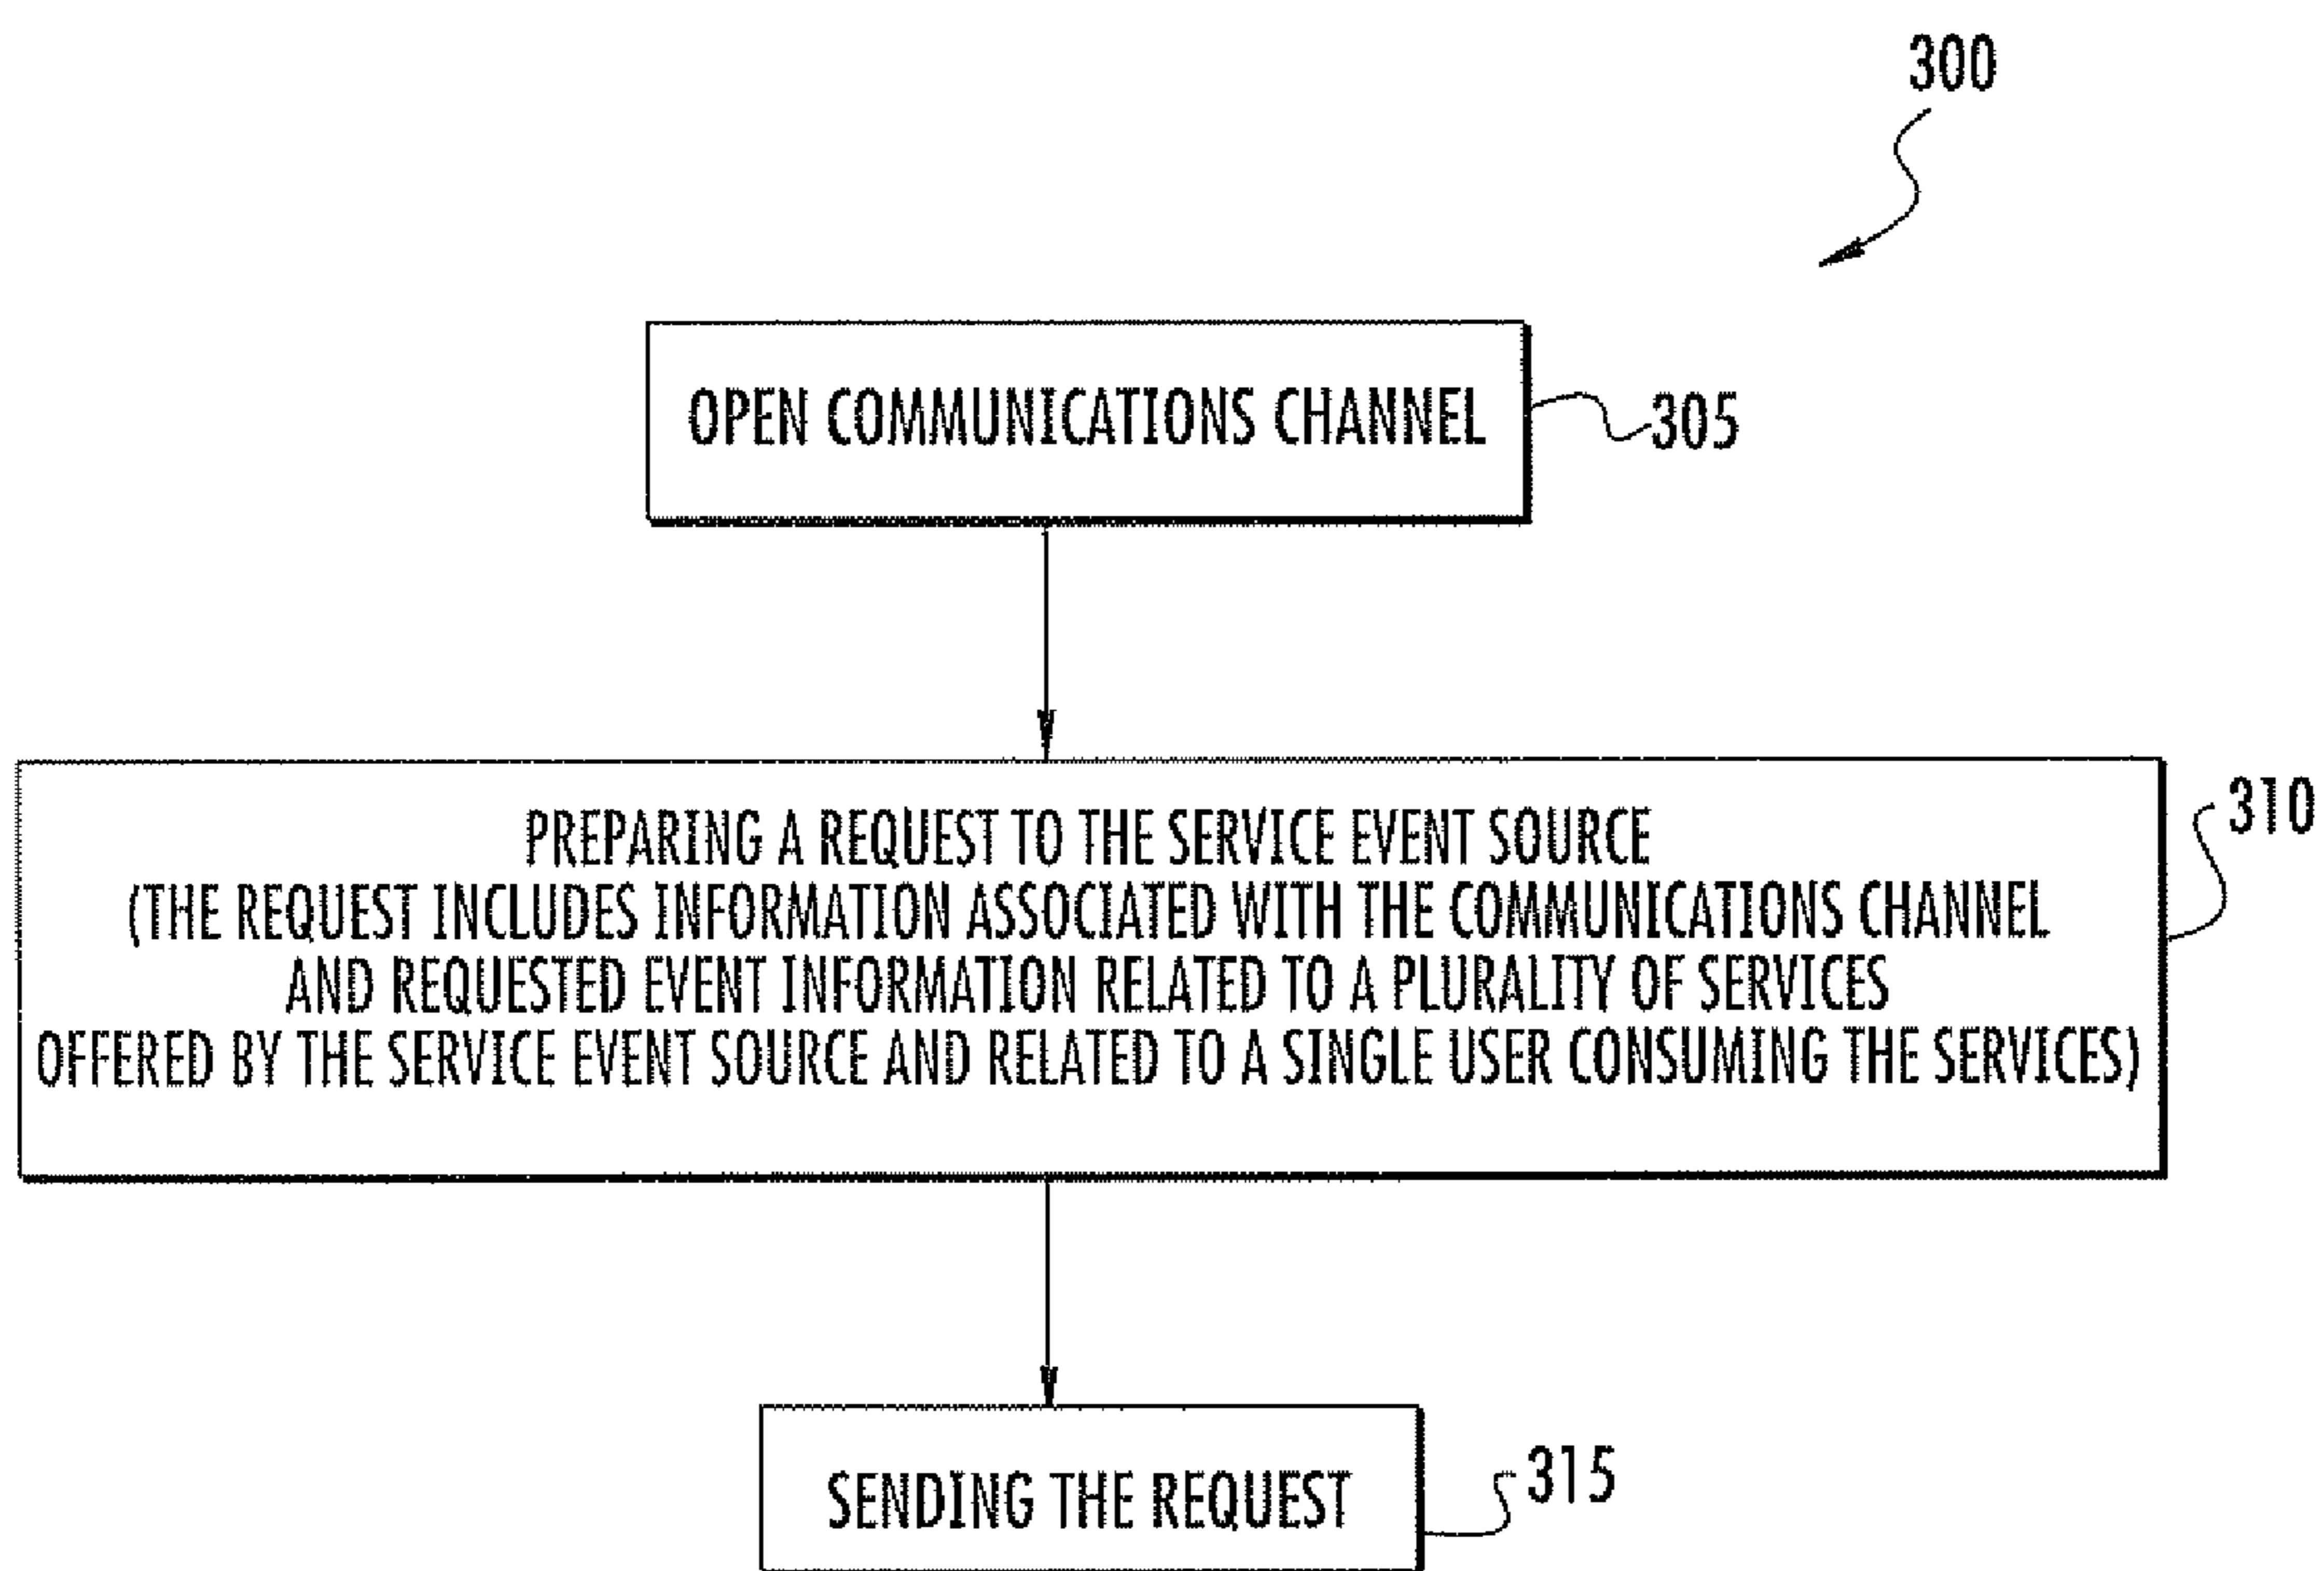 300
OPEN COMMUNICATIONS CHANNEL
305
PREPARING A REQUEST TO THE SERVICE EVENT SOURCE
310
(THE REQUEST INCLUDES INFORMATION ASSOCIATED WITH THE COMMUNICATIONS CHANNEL
AND REQUESTED EVENT INFORMATION RELATED TO A PLURALITY OF SERVICES
OFFERED BY THE SERVICE EVENT SOURCE AND RELATED TO A SINGLE USER CONSUMING THE SERVICES)
SENDING THE REQUEST
315